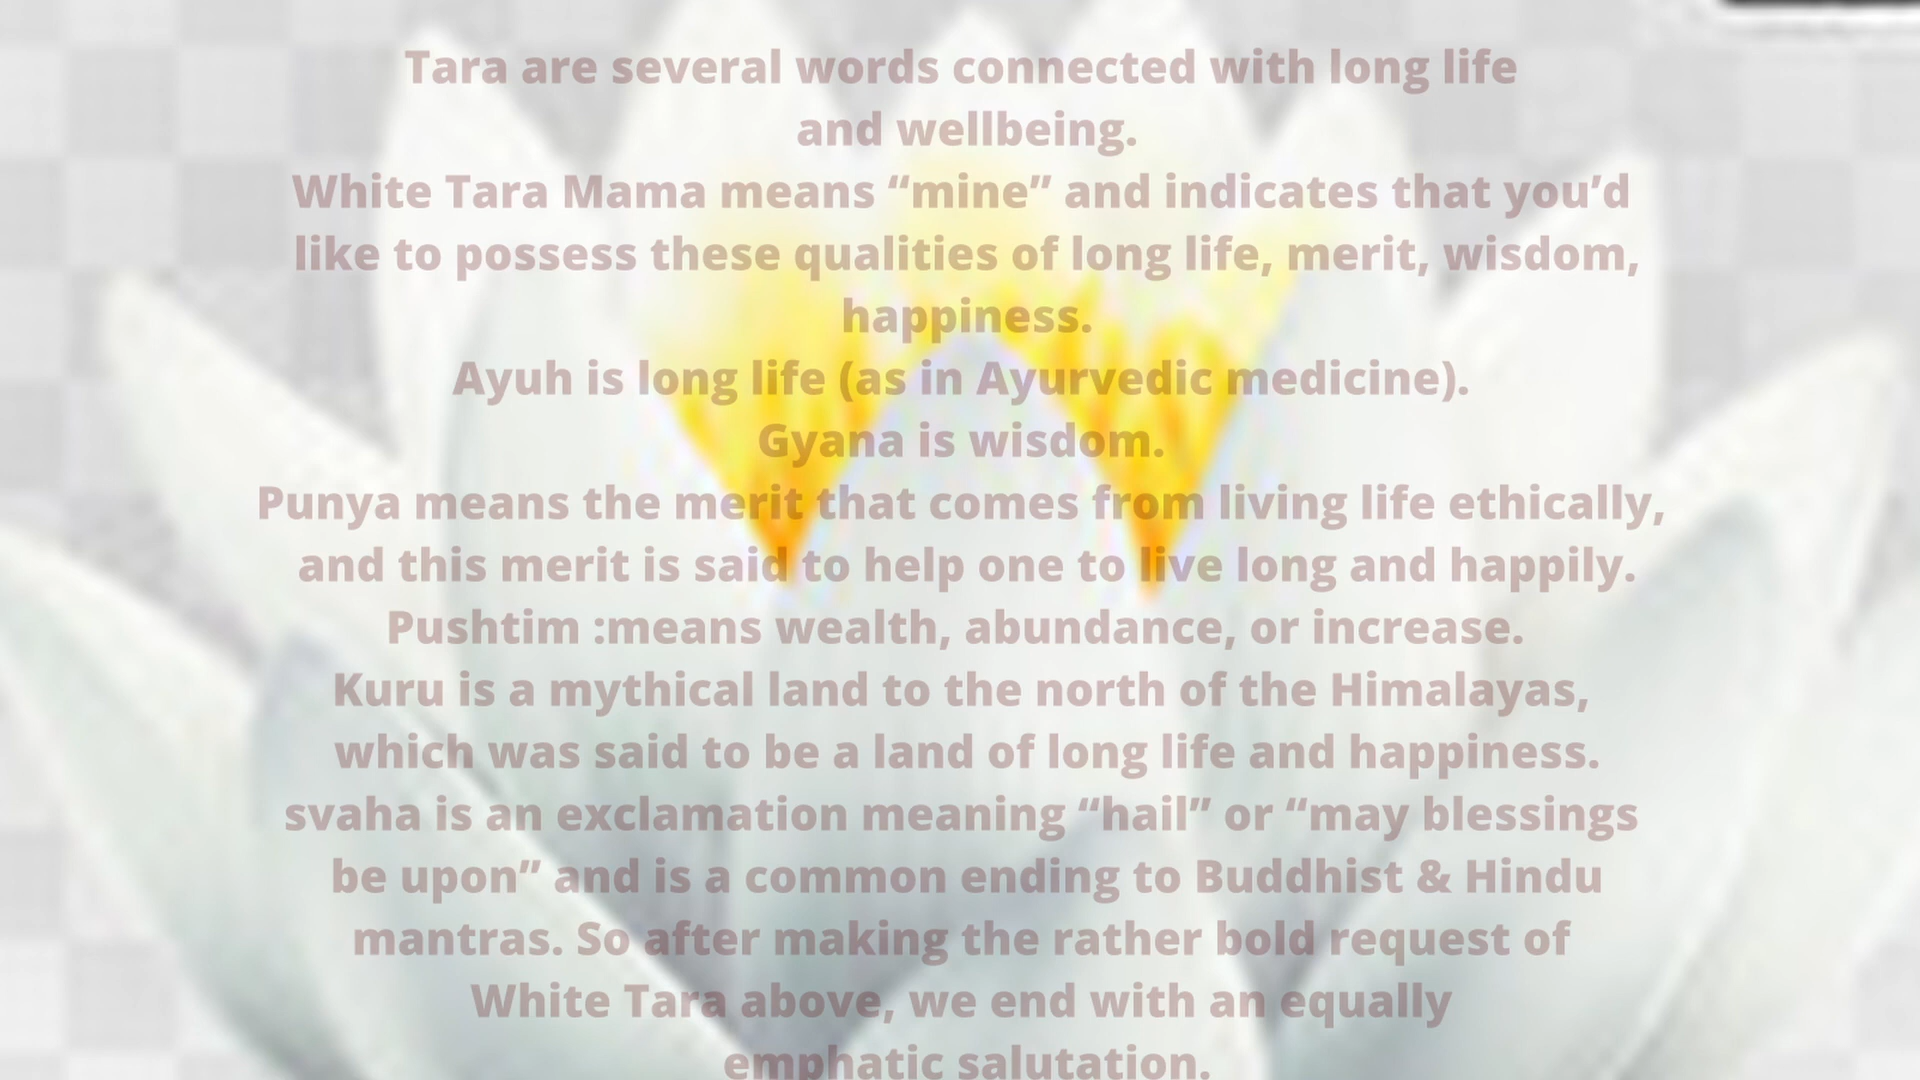 Tara are several words connected with long life
and wellbeing.
White Tara Mama means “mine” and indicates that you’d
like to possess these qualities of long life, merit, wisdom,
happiness.
Ayuh is long life (as in Ayurvedic medicine).
Gyana is wisdom.
Punya means the merit that comes from living life ethically,
and this merit is said to help one to live long and happily.
Pushtim :means wealth, abundance, or increase.
Kuru is a mythical land to the north of the Himalayas,
which was said to be a land of long life and happiness.
svaha is an exclamation meaning “hail” or “may blessings
be upon” and is a common ending to Buddhist & Hindu
mantras. So after making the rather bold request of
White Tara above, we end with an equally
emphatic salutation.